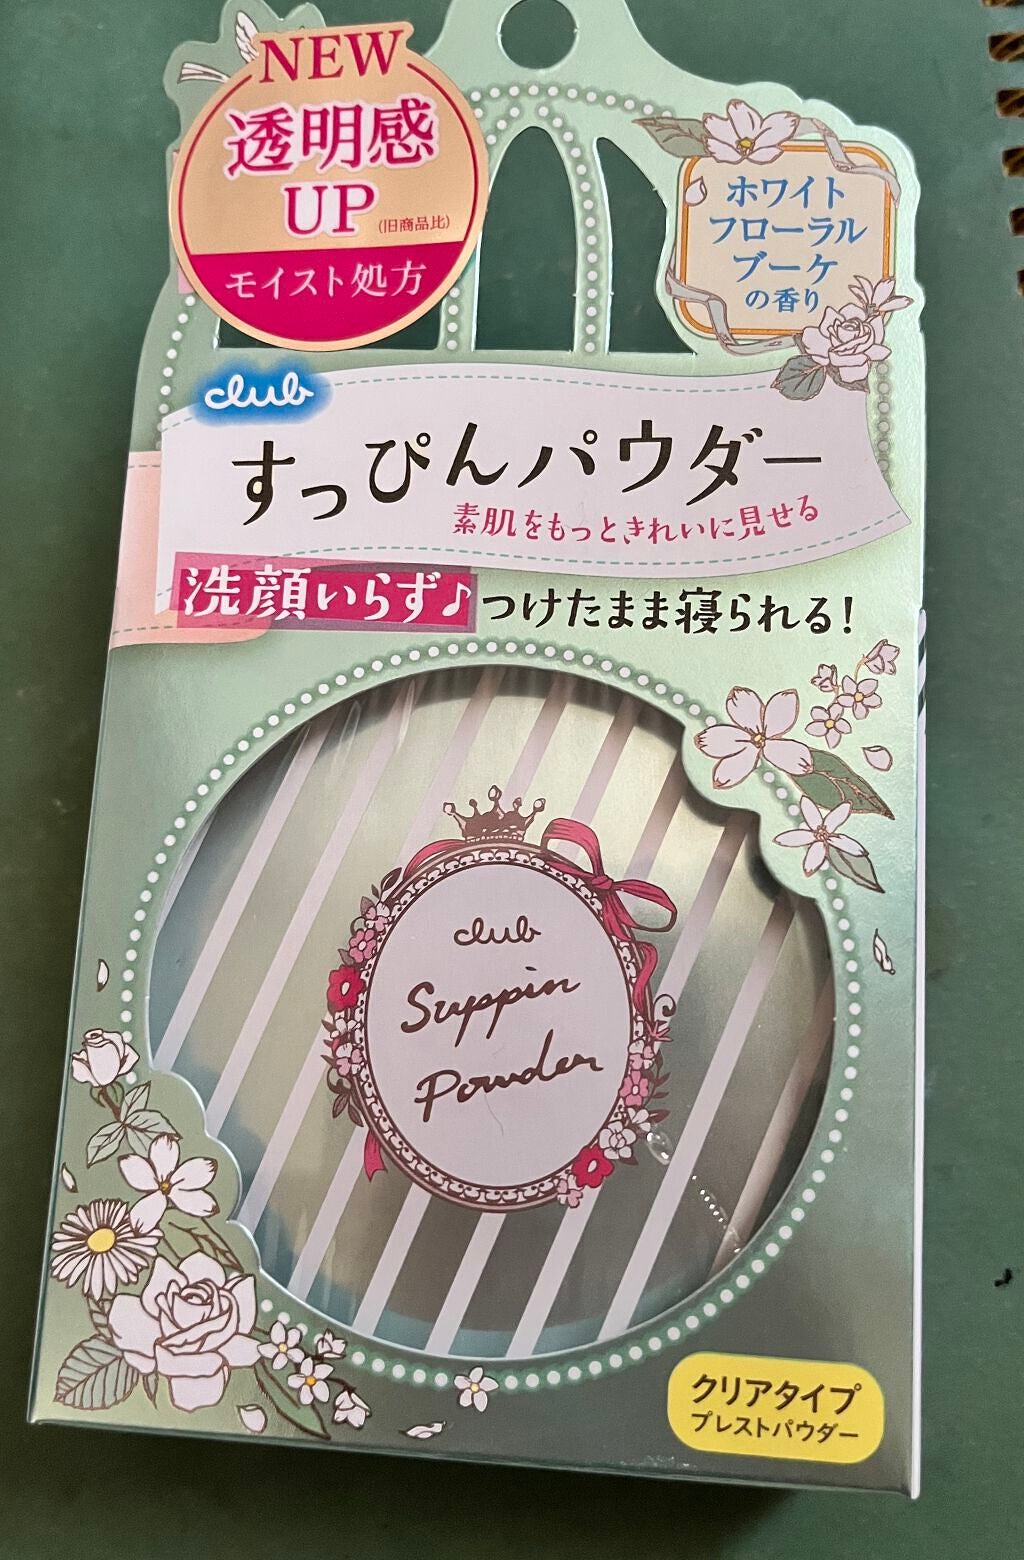 NEW
透明感
UP
(旧商品比)
モイスト処方
ホワイト
フローラル
ブーケ
の香り
club
すっぴんパウダー
素肌をもっときれいに見せる
洗顔いらず♪ つけたまま寝られる!
club
Suppin
Powder
クリアタイプ
プレストパウダー